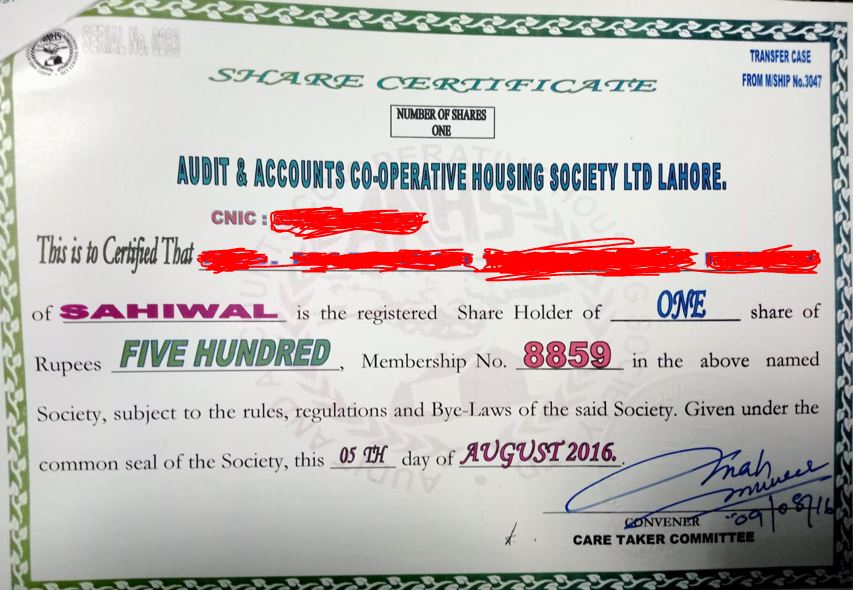 SERIAL No. 0283
TRANSFER CASE
FROM M/SHIP No.3047
SHARE CERTIFICATE
NUMBER OF SHARES
ONE
AUDIT & ACCOUNTS CO-OPERATIVE HOUSING SOCIETY LTD LAHORE.
CNIC :
This is to Certified That
of SAHIWAL is the registered Share Holder of ONE share of
Rupees FIVE HUNDRED, Membership No. 8859 in the above named
Society, subject to the rules, regulations and Bye-Laws of the said Society. Given under the
common seal of the Society, this 05 TH day of AUGUST 2016.
09/08/16
CONVENER
CARE TAKER COMMITTEE